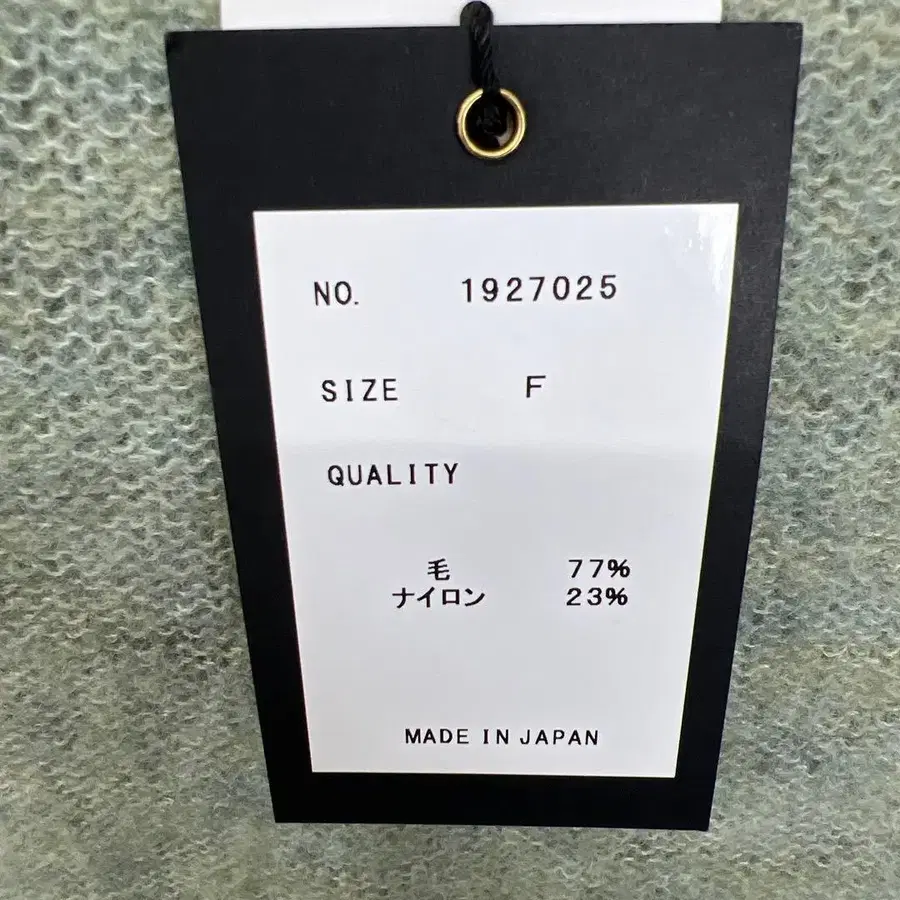 NO. 1927025
SIZE F
QUALITY
毛 77%
ナイロン 23%
MADE IN JAPAN